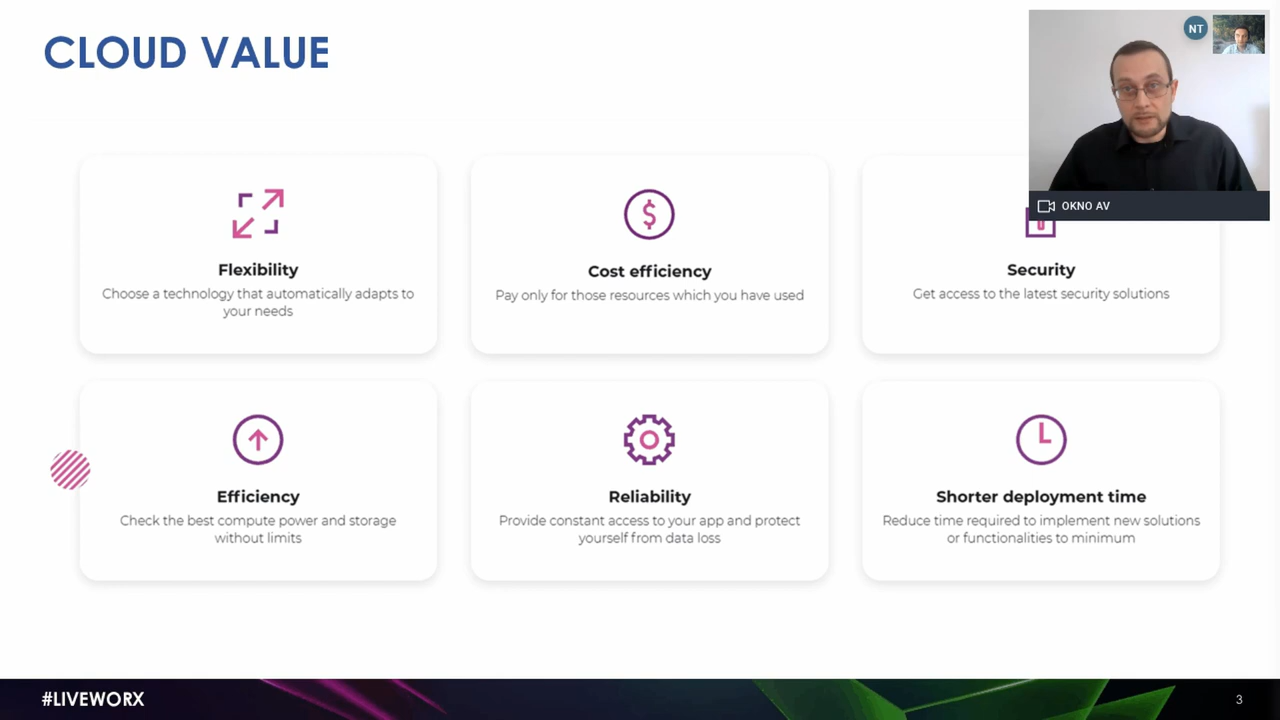 CLOUD VALUE
NT
OKNO AV
Flexibility
Choose a technology that automatically adapts to
your needs
Cost efficiency
Pay only for those resources which you have used
Security
Get access to the latest security solutions
Efficiency
Check the best compute power and storage
without limits
Reliability
Provide constant access to your app and protect
yourself from data loss
Shorter deployment time
Reduce time required to implement new solutions
or functionalities to minimum
#LIVEWORX
3